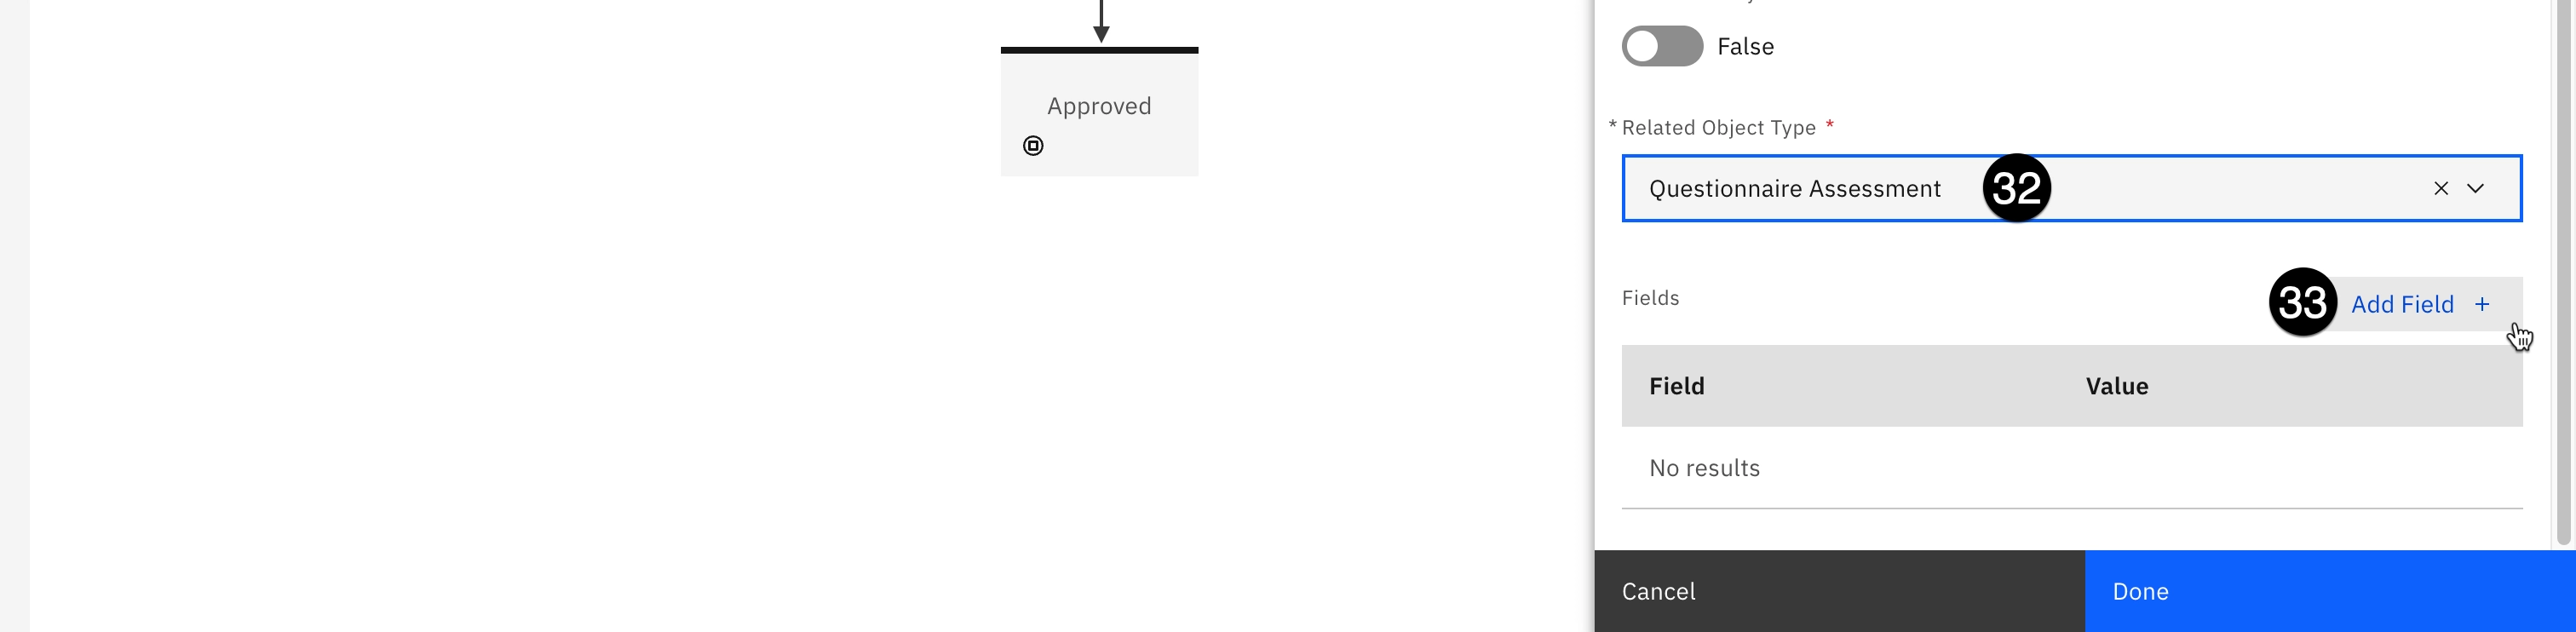 Approved
False
* Related Object Type *
Questionnaire Assessment 32
Fields 33 Add Field +
Field Value
No results
Cancel Done